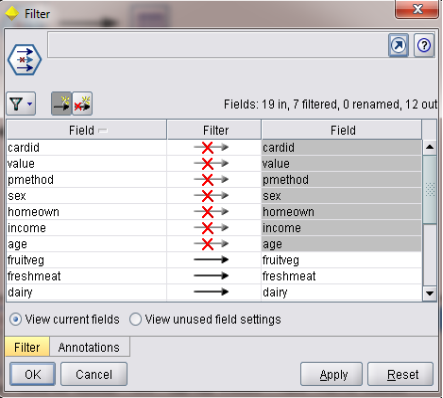 Filter
Fields: 19 in, 7 filtered, 0 renamed, 12 out
Field Filter Field
cardid cardid
value value
pmethod pmethod
sex sex
homeown homeown
income income
age age
fruitveg fruitveg
freshmeat freshmeat
dairy dairy
View current fields View unused field settings
Filter Annotations
OK Cancel Apply Reset